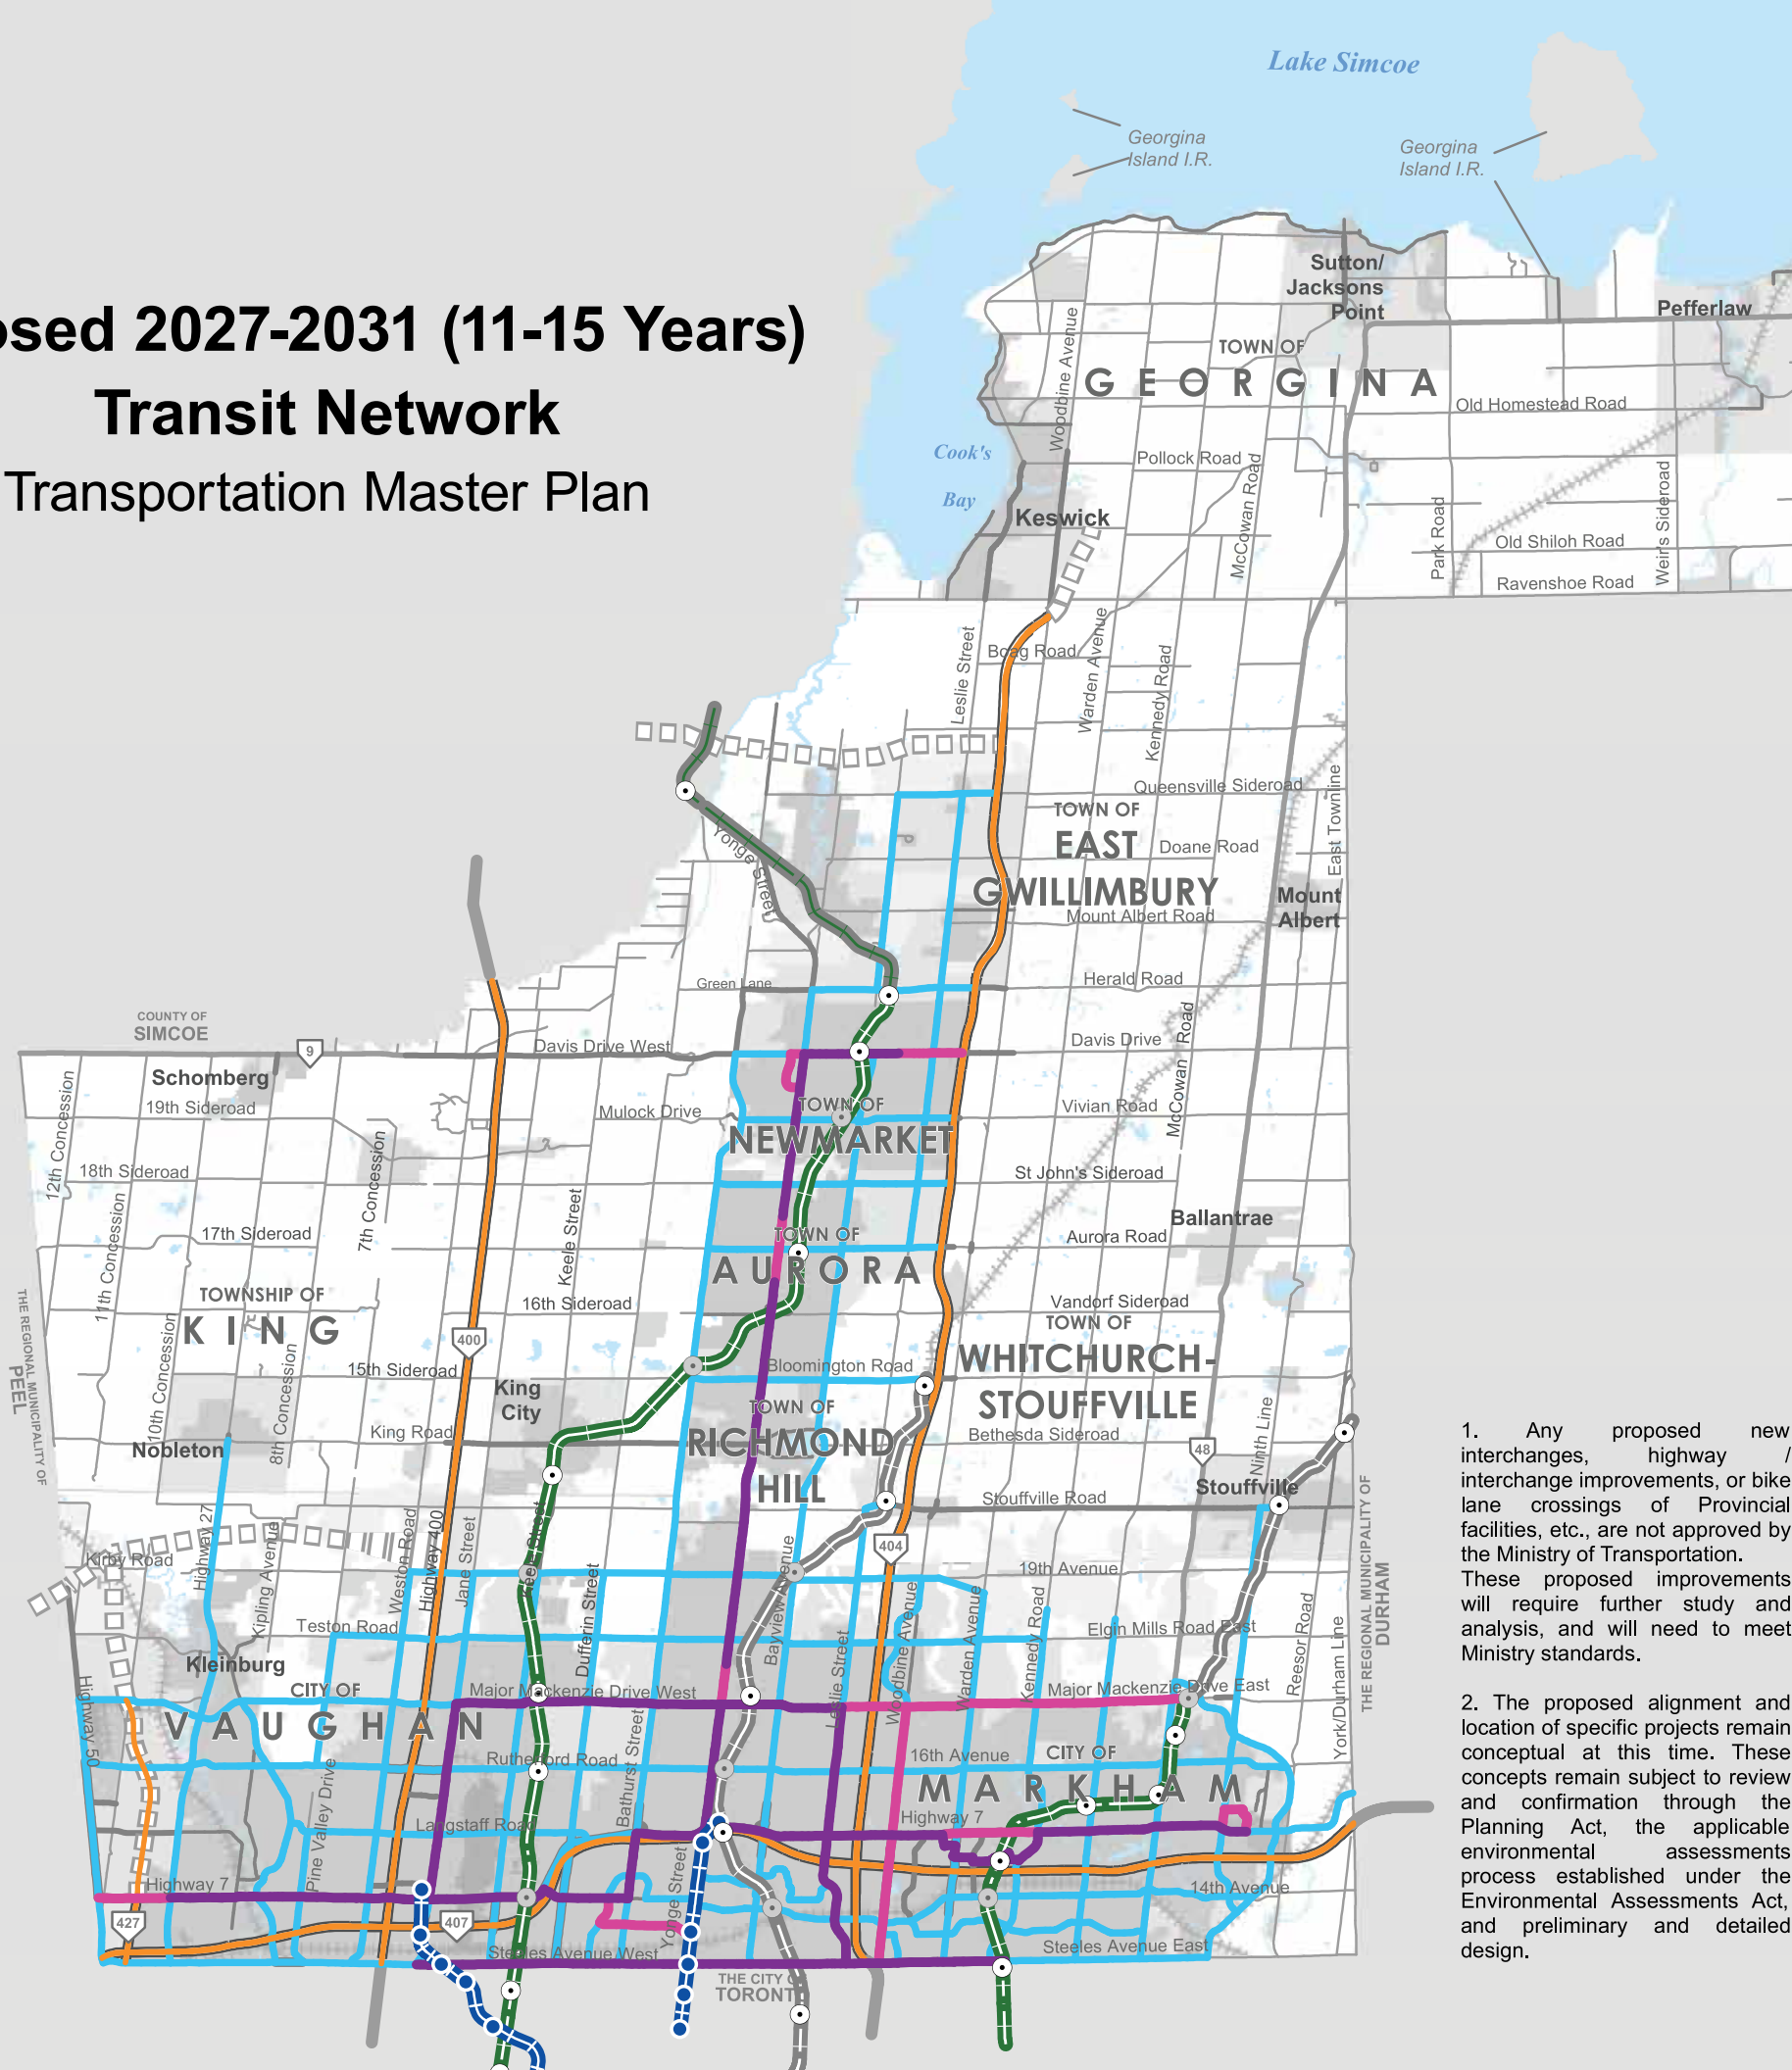 Lake Simcoe
Georgina
Island I.R.
Georgina
Island I.R.
osed 2027-2031 (11-15 Years)
Transit Network
Transportation Master Plan
Sutton/
Jacksons
Point
Pefferlaw
Woodbine Avenue
TOWN OF
GEORGINA
Old Homestead Road
Cook's
Bay
Pollock Road
McCowan Road
Keswick
Park Road
Weir's Sideroad
Old Shiloh Road
Ravenshoe Road
Leslie Street
Boag Road
Warden Avenue
Kennedy Road
Queensville Sideroad
East Townline
TOWN OF
EAST
GWILLIMBURY
Doane Road
Yonge Street
Mount
Albert
Mount Albert Road
Green Lane
Herald Road
COUNTY OF
SIMCOE
9
Davis Drive West
Davis Drive
McCowan Road
Schomberg
19th Sideroad
Mulock Drive
TOWN OF
NEWMARKET
Vivian Road
12th Concession
18th Sideroad
7th Concession
St John's Sideroad
11th Concession
17th Sideroad
Keele Street
TOWN OF
AURORA
Ballantrae
Aurora Road
THE REGIONAL MUNICIPALITY OF
PEEL
TOWNSHIP OF
KING
16th Sideroad
Vandorf Sideroad
TOWN OF
WHITCHURCH-
STOUFFVILLE
400
10th Concession
8th Concession
15th Sideroad
King
City
Bloomington Road
TOWN OF
RICHMOND
HILL
King Road
Nobleton
Bethesda Sideroad
48
Ninth Line
Stouffville
Stouffville Road
Highway 27
Kirby Road
Kipling Avenue
Weston Road
Highway 400
Jane Street
Keele Street
Dufferin Street
Bayview Avenue
404
19th Avenue
Teston Road
Leslie Street
Woodbine Avenue
Warden Avenue
Kennedy Road
Elgin Mills Road East
Reesor Road
York/Durham Line
THE REGIONAL MUNICIPALITY OF
DURHAM
Kleinburg
Highway 50
CITY OF
VAUGHAN
Major Mackenzie Drive West
Major Mackenzie Drive East
Pine Valley Drive
Rutherford Road
Bathurst Street
16th Avenue
CITY OF
MARKHAM
Langstaff Road
Highway 7
Highway 7
Yonge Street
14th Avenue
427
407
Steeles Avenue West
Steeles Avenue East
THE CITY OF
TORONTO
1. Any proposed new
interchanges, highway /
interchange improvements, or bike
lane crossings of Provincial
facilities, etc., are not approved by
the Ministry of Transportation.
These proposed improvements
will require further study and
analysis, and will need to meet
Ministry standards.
2. The proposed alignment and
location of specific projects remain
conceptual at this time. These
concepts remain subject to review
and confirmation through the
Planning Act, the applicable
environmental assessments
process established under the
Environmental Assessments Act,
and preliminary and detailed
design.